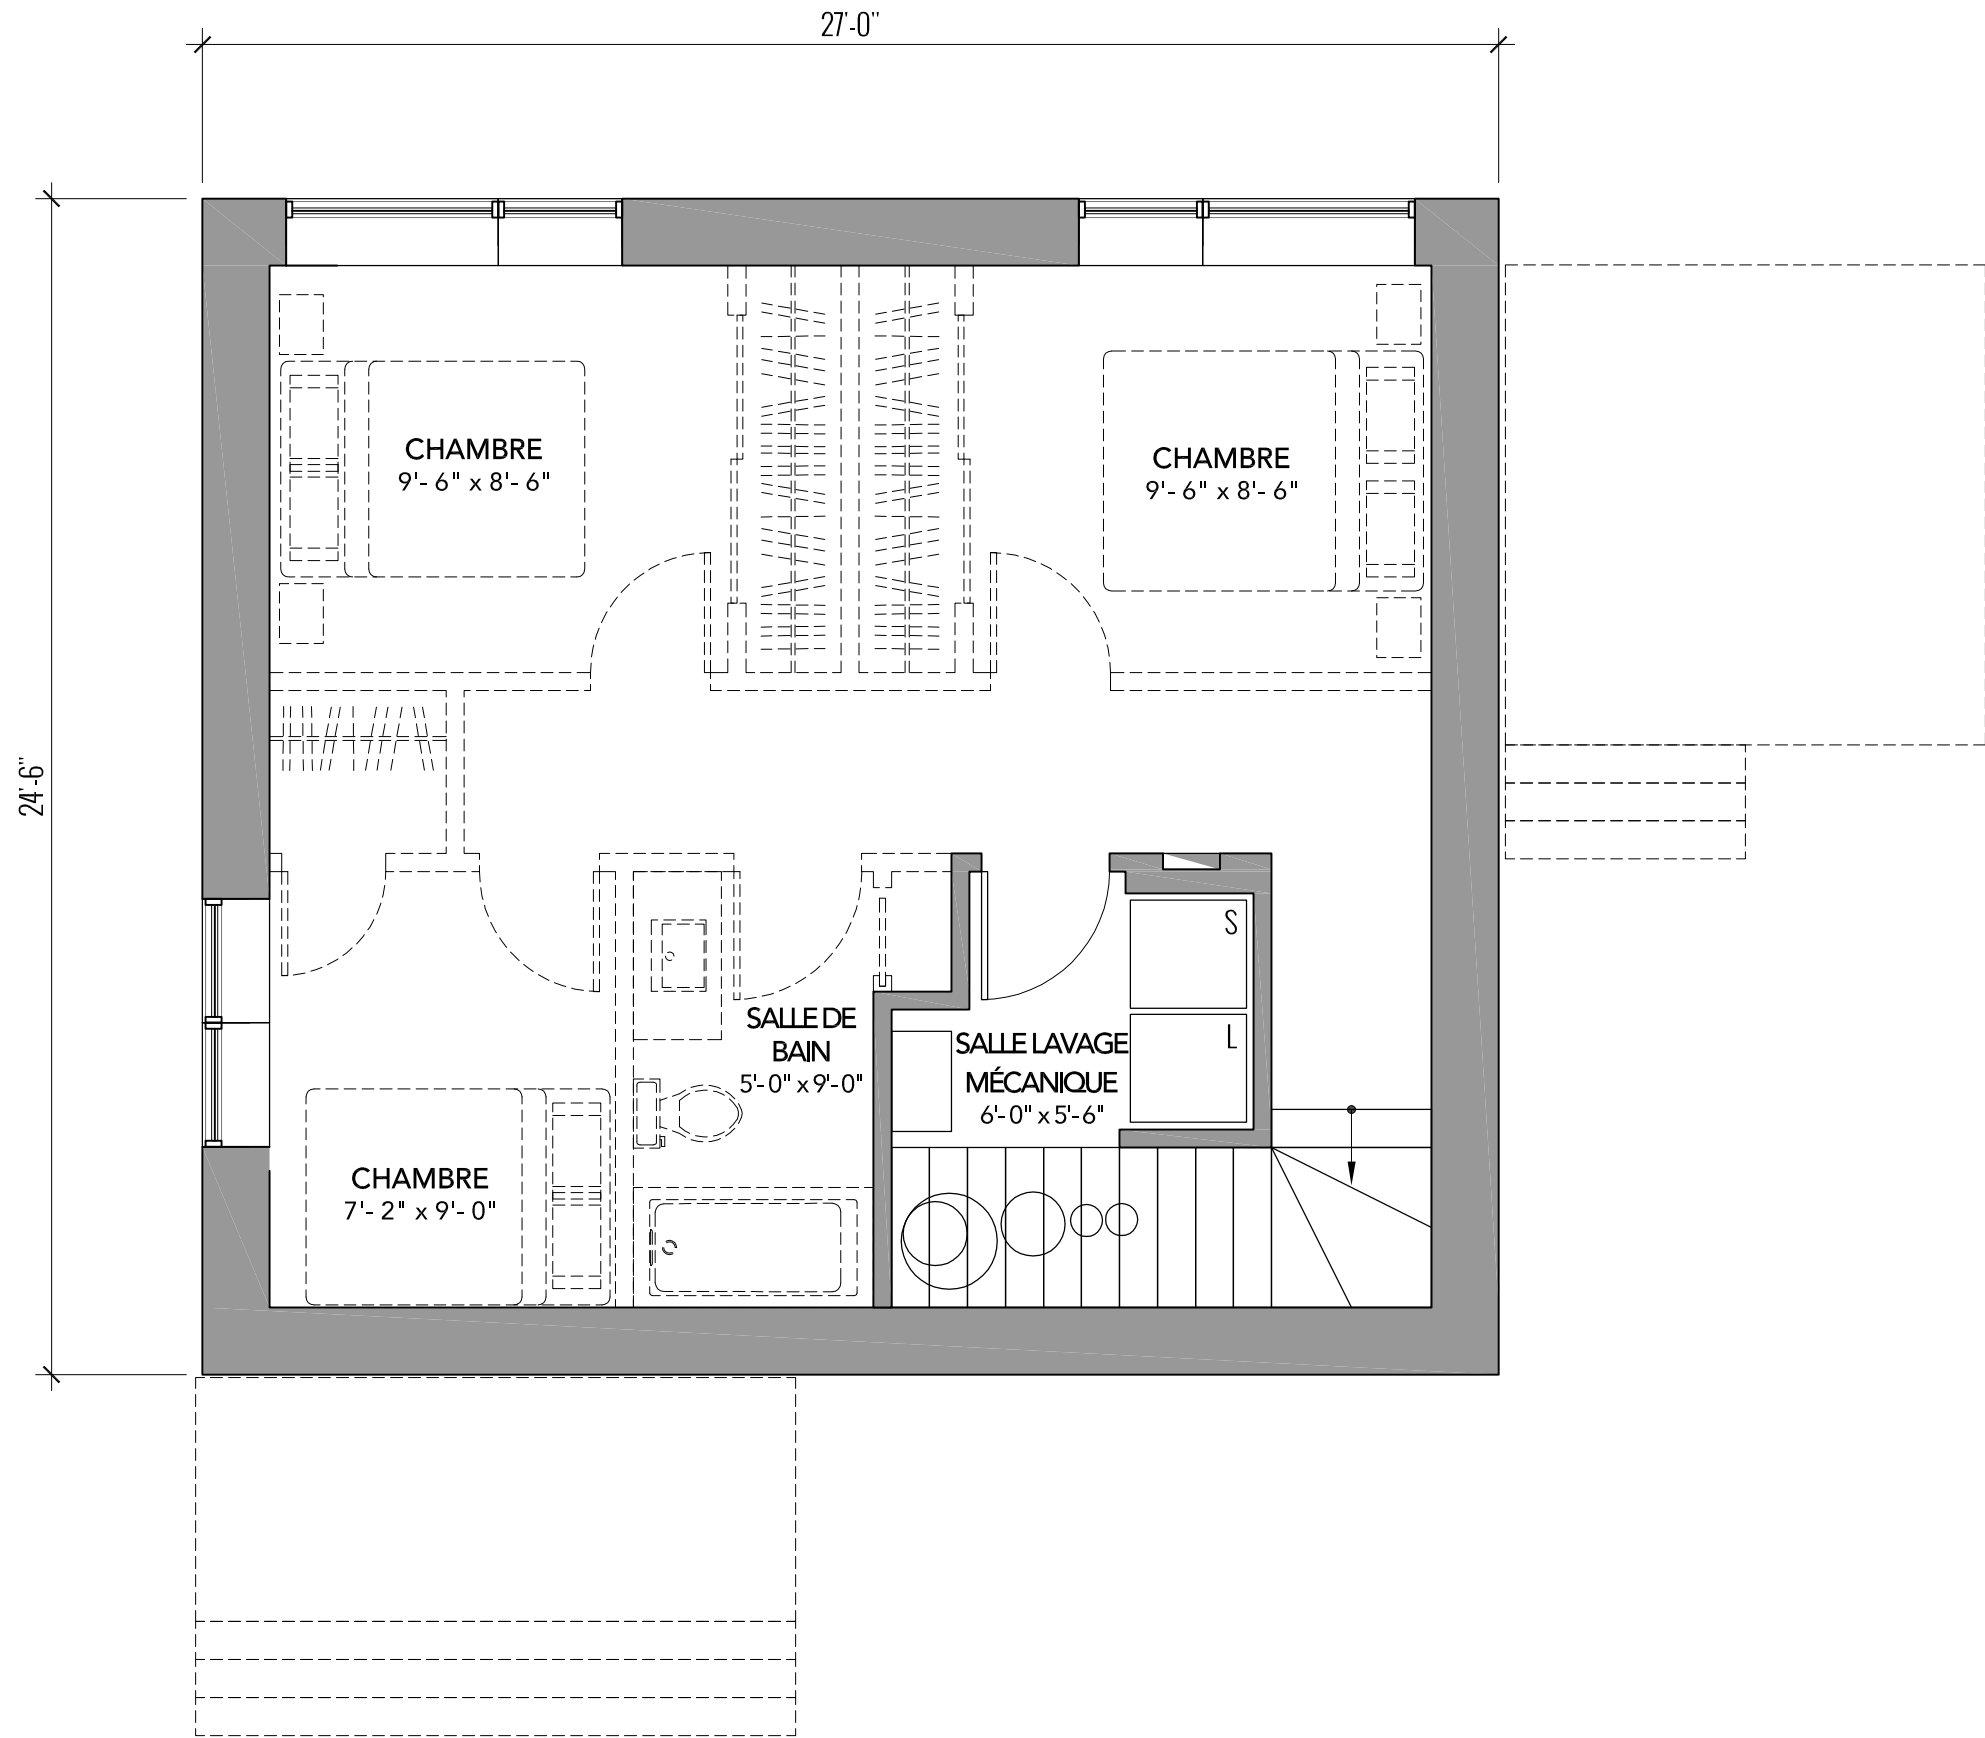 27'-0"
24'-6"
CHAMBRE
9'- 6" x 8'- 6"
CHAMBRE
9'- 6" x 8'- 6"
S
L
SALLE DE
BAIN
5'-0" x 9'-0"
SALLE LAVAGE
MÉCANIQUE
6'-0" x 5'-6"
CHAMBRE
7'- 2" x 9'- 0"